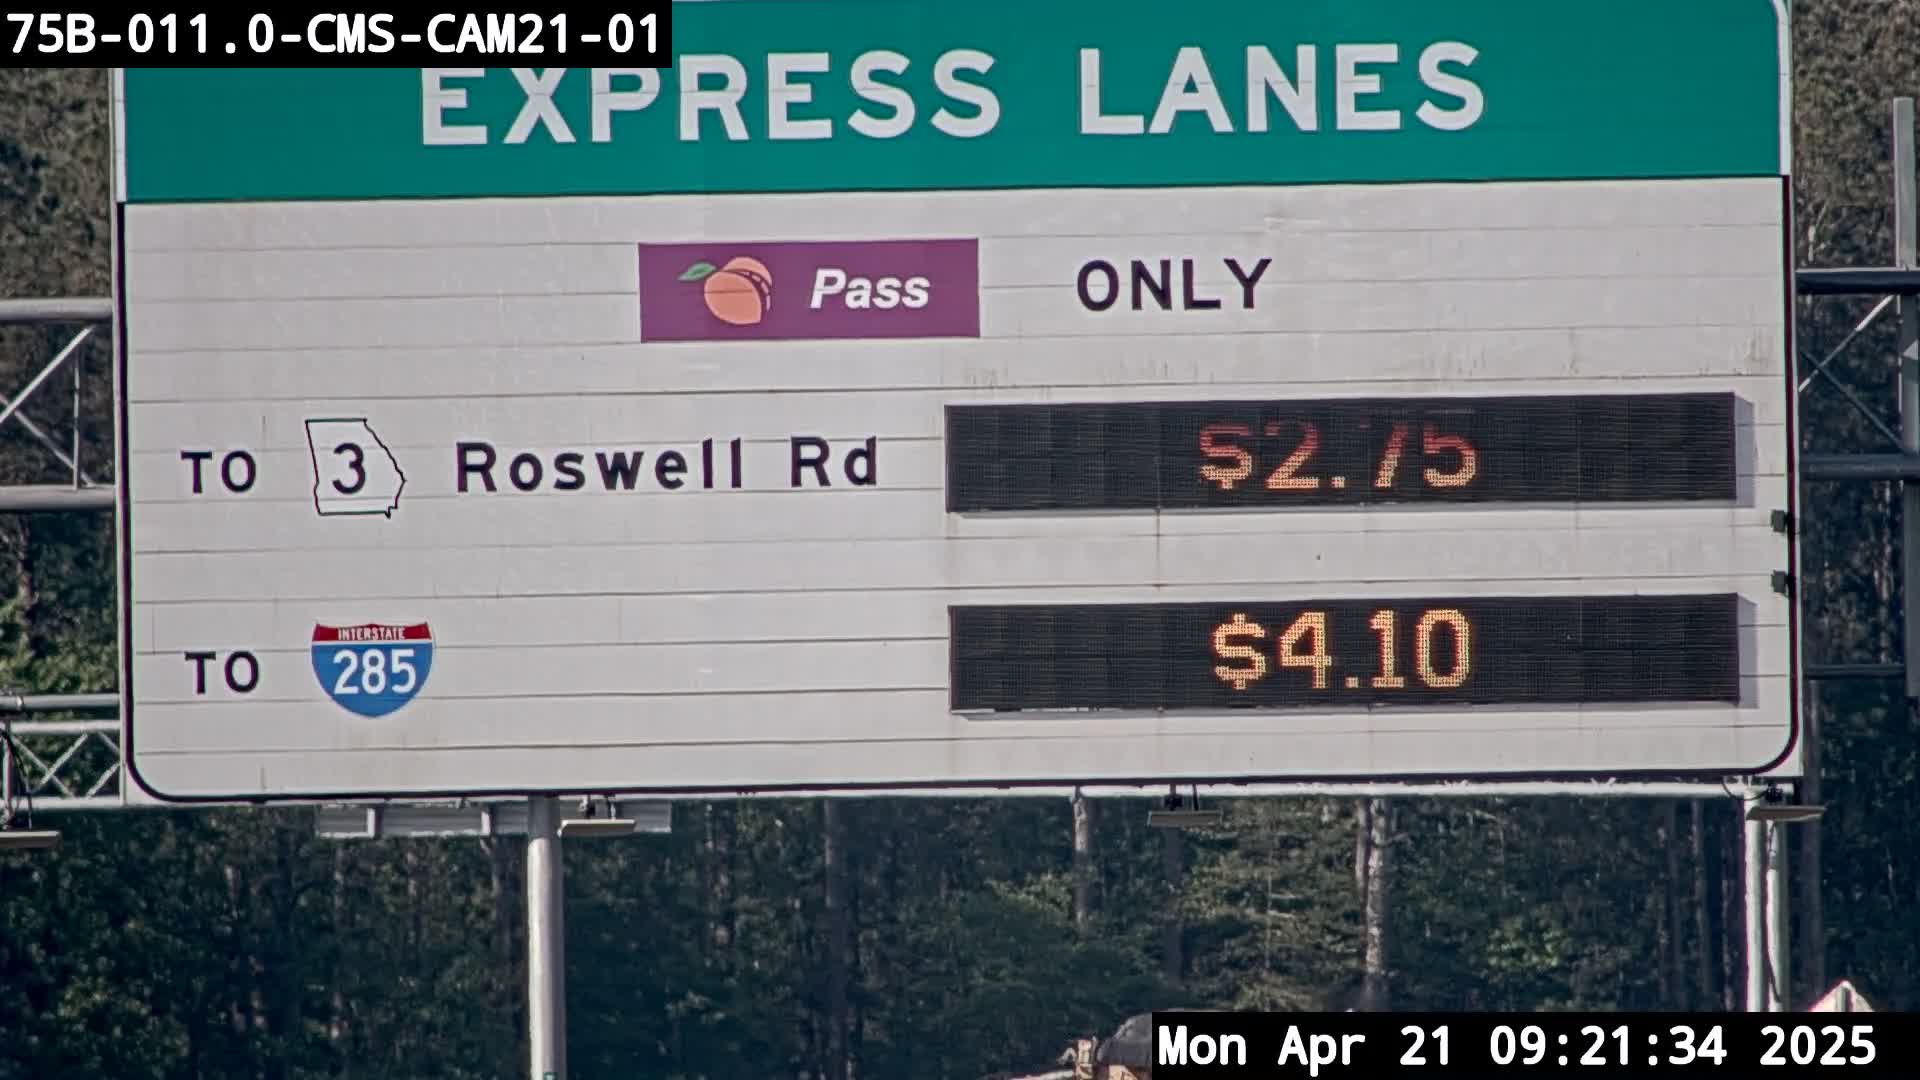 75B-011.0-CMS-CAM21-01
EXPRESS LANES
Pass ONLY
TO 3 Roswell Rd $2.75
TO INTERSTATE 285 $4.10
Mon Apr 21 09:21:34 2025